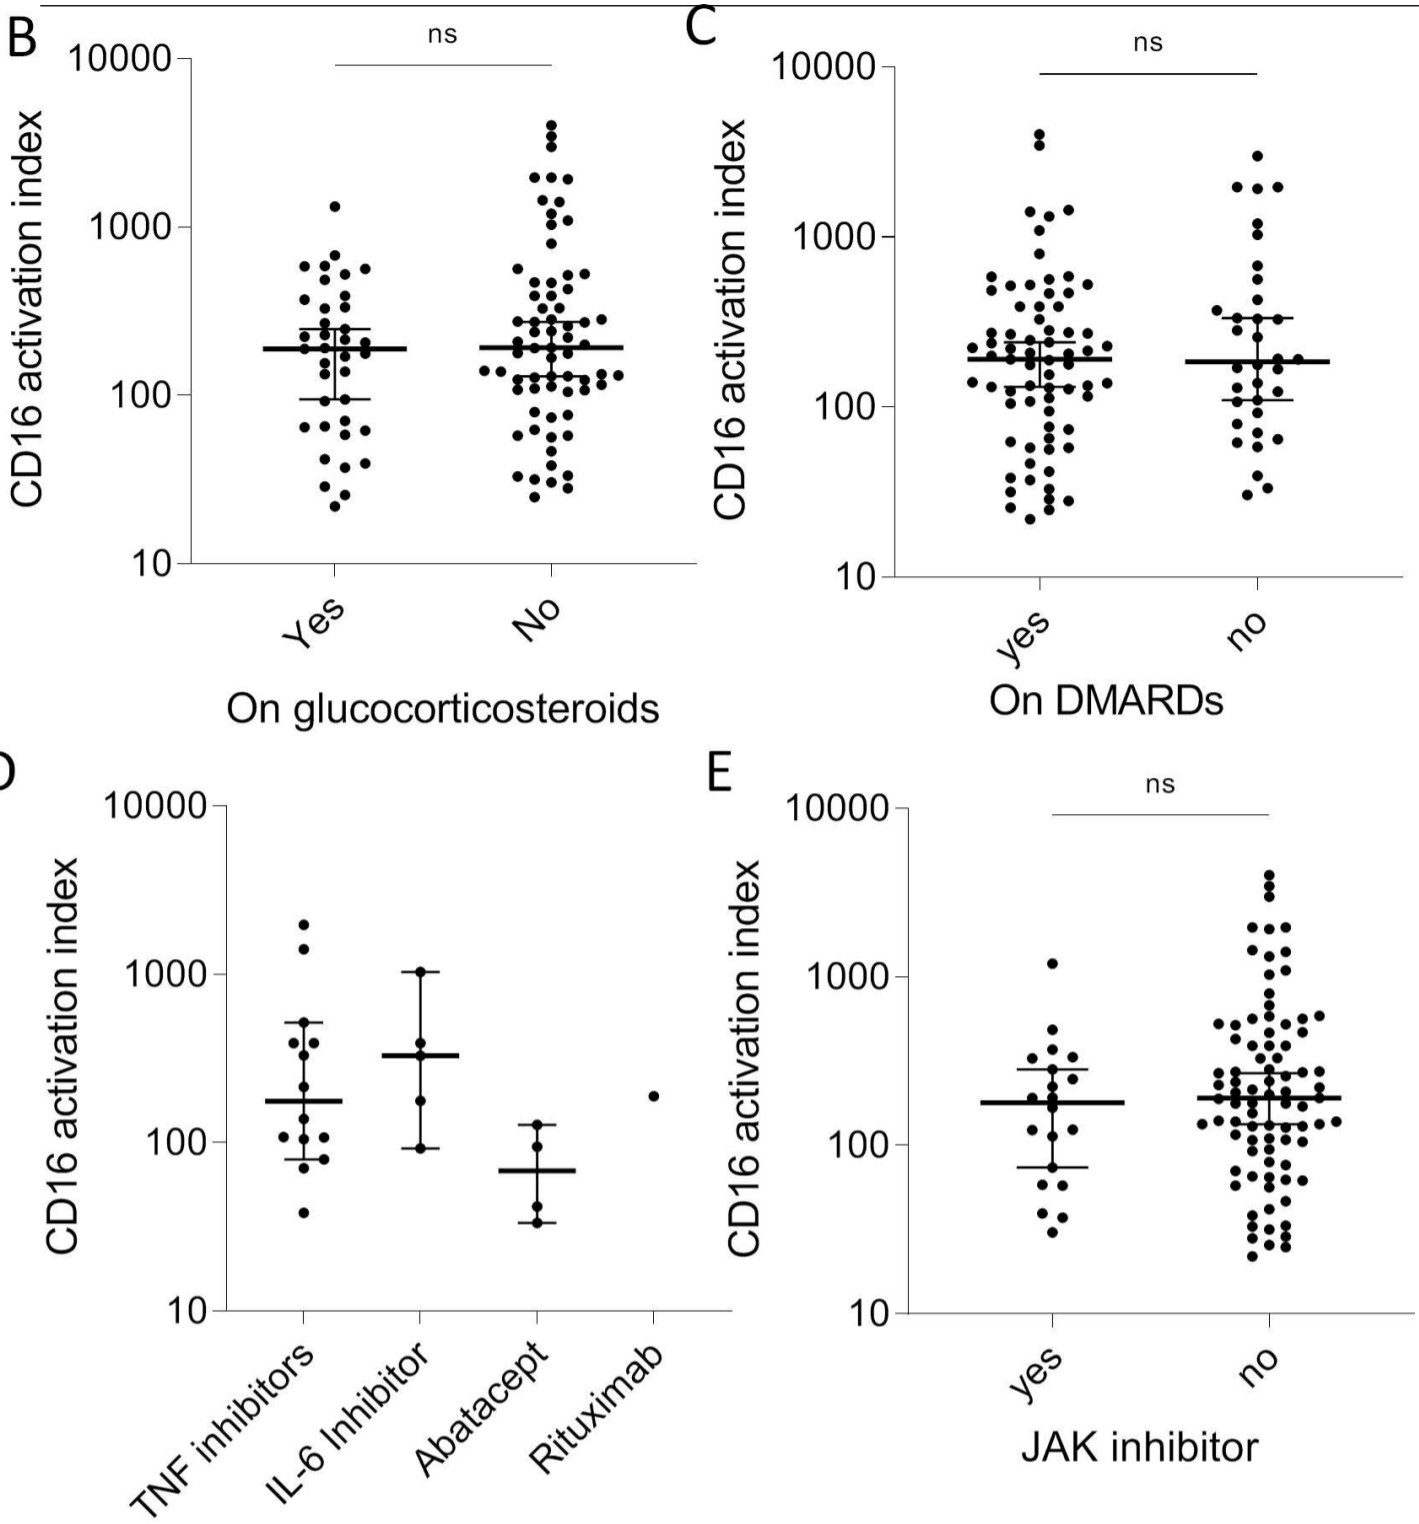 B
ns
10000
1000
100
10
CD16 activation index
Yes
No
On glucocorticosteroids
C
ns
10000
1000
100
10
CD16 activation index
yes
no
On DMARDs
D
10000
1000
100
10
CD16 activation index
TNF inhibitors
IL-6 Inhibitor
Abatacept
Rituximab
E
ns
10000
1000
100
10
CD16 activation index
yes
no
JAK inhibitor